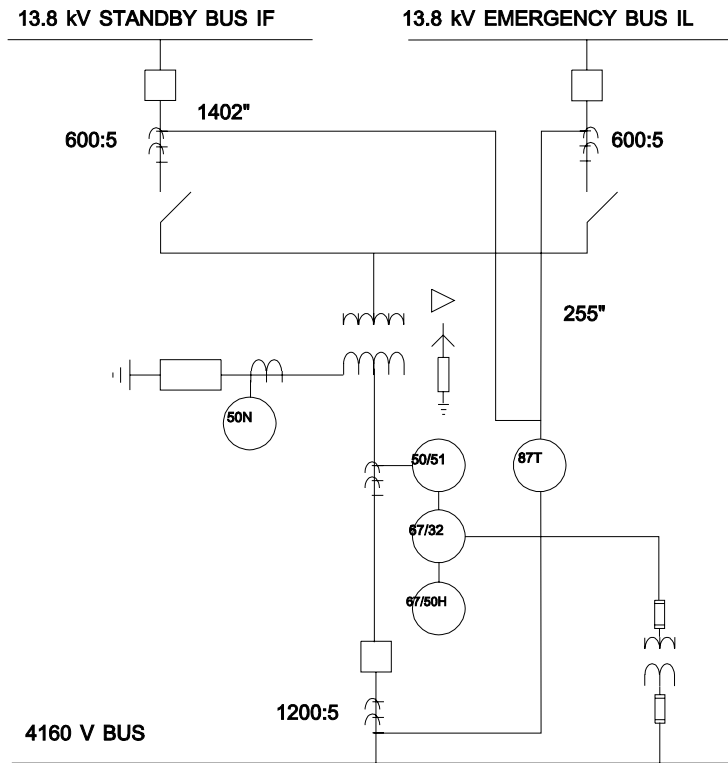 13.8 kV STANDBY BUS IF
13.8 kV EMERGENCY BUS IL
1402"
600:5
600:5
255"
50N
50/51
87T
67/32
67/50H
1200:5
4160 V BUS